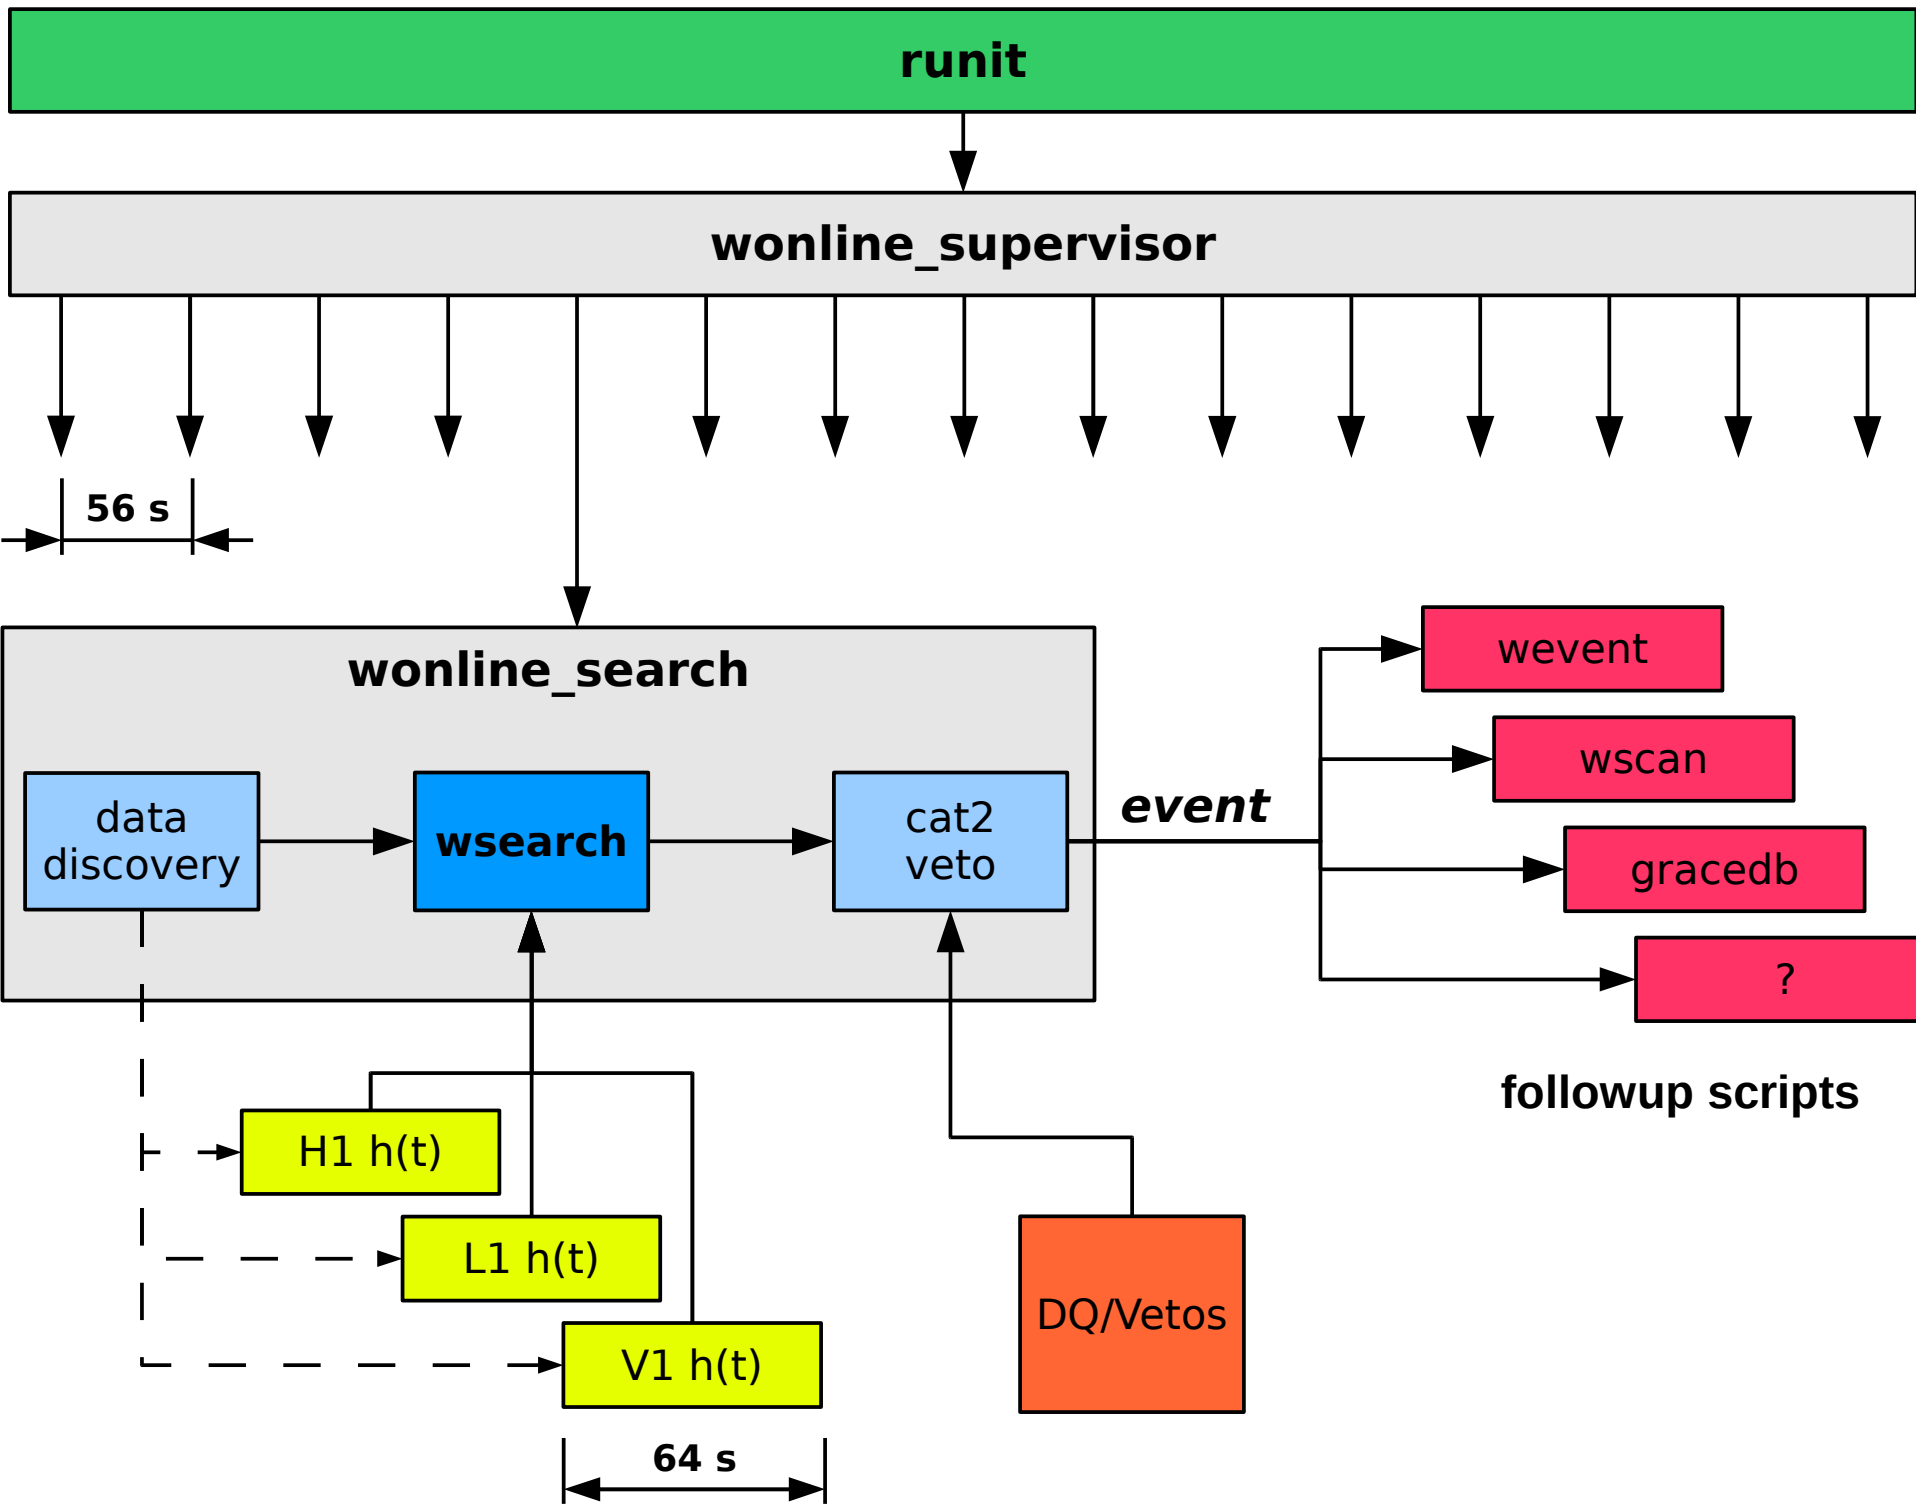 runit
wonline_supervisor
56 s
wonline_search
data
discovery
wsearch
cat2
veto
event
wevent
wscan
gracedb
?
followup scripts
H1 h(t)
L1 h(t)
V1 h(t)
64 s
DQ/Vetos